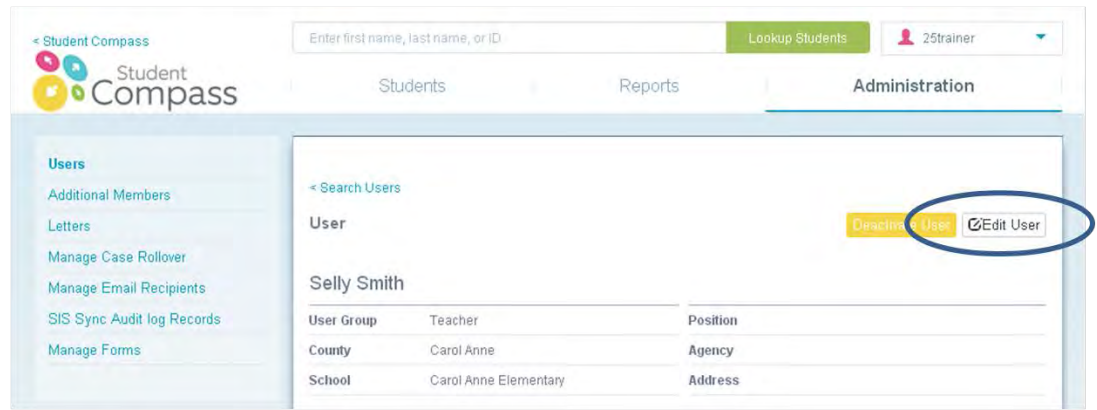 < Student Compass
Enter first name, last name, or ID
Lookup Students
25trainer
Student
Compass
Students
Reports
Administration
Users
Additional Members
Letters
Manage Case Rollover
Manage Email Recipients
SIS Sync Audit log Records
Manage Forms
< Search Users
User
Deactivate User
Edit User
Selly Smith
User Group Teacher
Position
County Carol Anne
Agency
School Carol Anne Elementary
Address